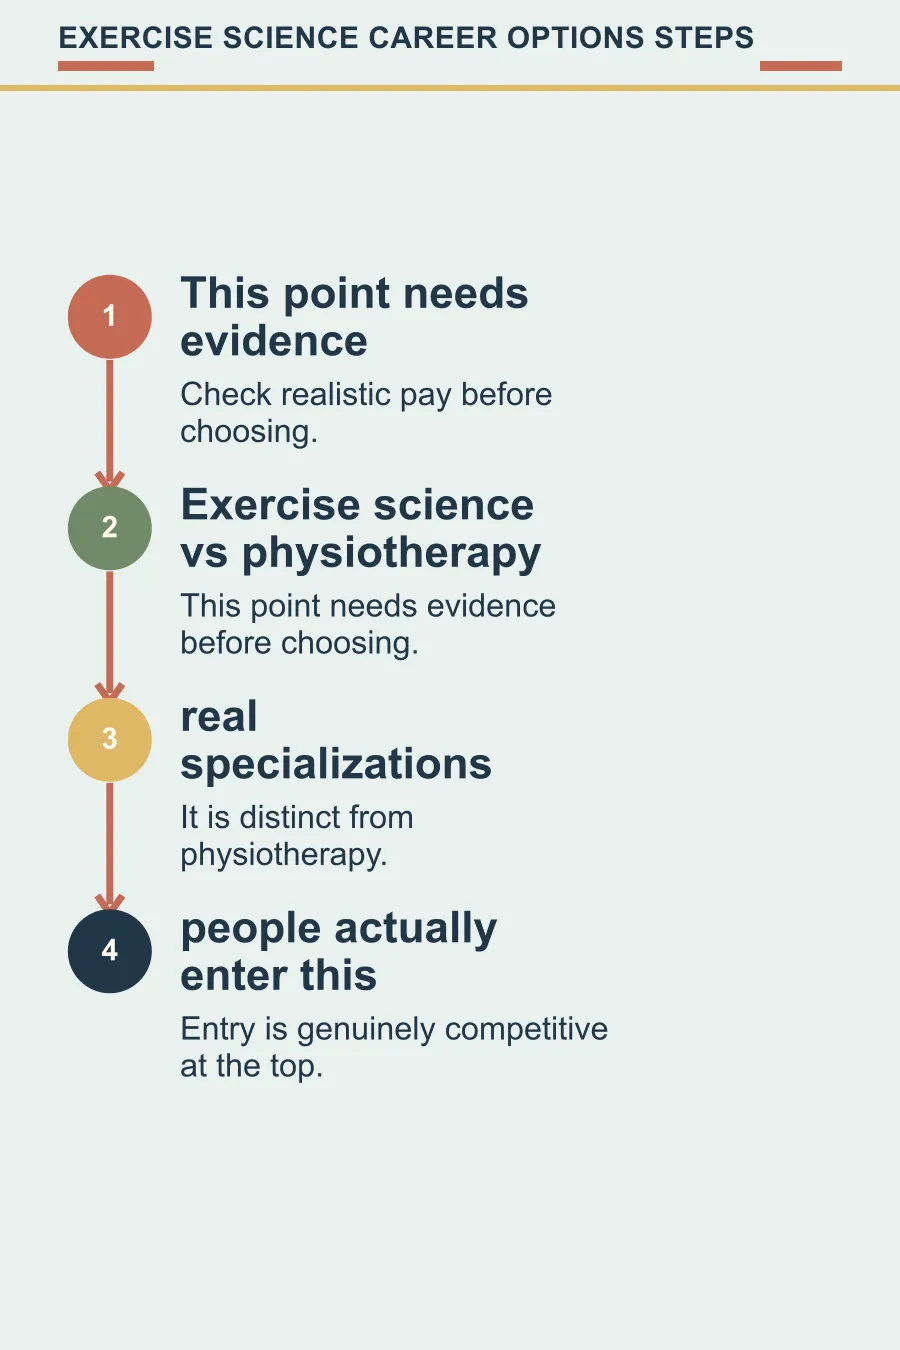 EXERCISE SCIENCE CAREER OPTIONS STEPS
1
This point needs
evidence
Check realistic pay before
choosing.
2
Exercise science
vs physiotherapy
This point needs evidence
before choosing.
3
real
specializations
It is distinct from
physiotherapy.
4
people actually
enter this
Entry is genuinely competitive
at the top.